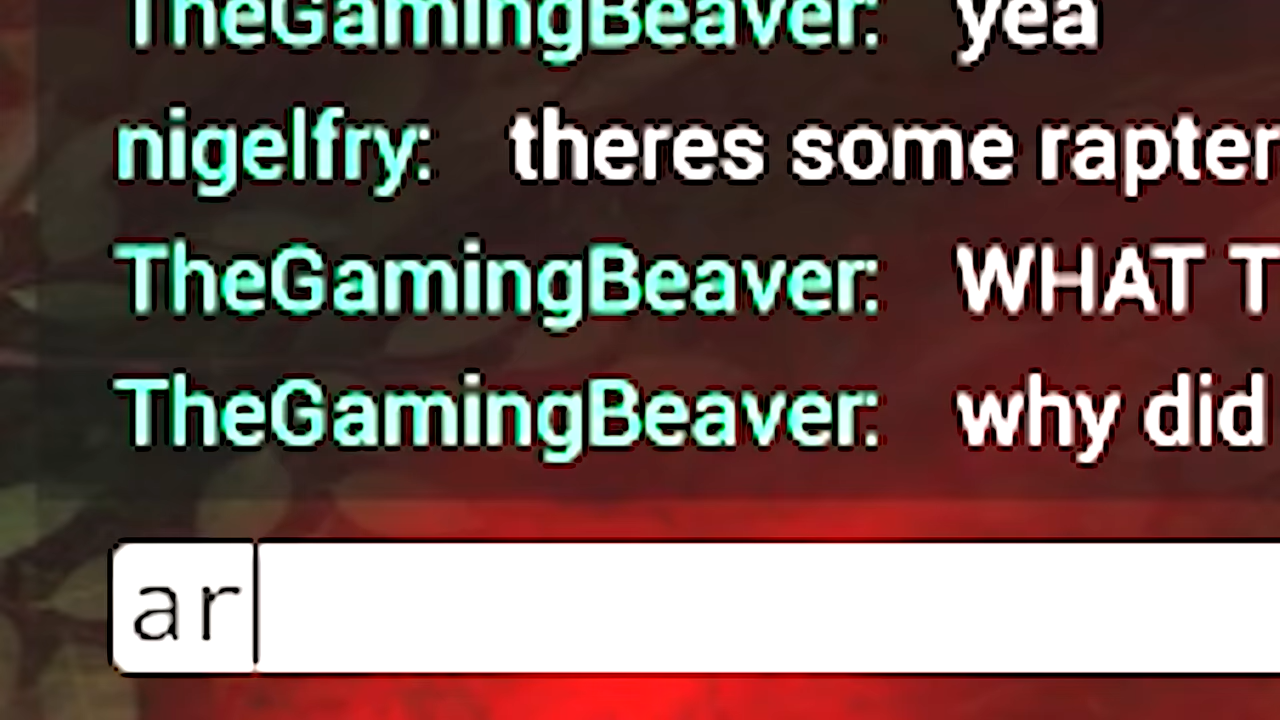 TheGamingBeaver: yea
nigelfry: theres some rapter
TheGamingBeaver: WHAT T
TheGamingBeaver: why did
ar